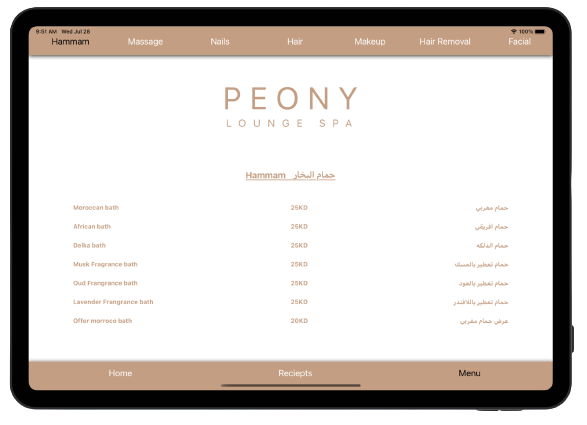 9:51 AM Wed Jul 28 100%
Hammam Massage Nails Hair Makeup Hair Removal Facial
PEONY
LOUNGE SPA
Hammam حمام البخار
Moroccan bath 25KD حمام مغربي
African bath 25KD حمام افريقي
Delka bath 25KD حمام الدلكه
Musk Fragrance bath 25KD حمام تعطير بالمسك
Oud Frangrance bath 25KD حمام تعطير بالعود
Lavender Frangrance bath 25KD حمام تعطير باللافندر
Offer morroco bath 20KD عرض حمام مغربي
Home Reciepts Menu